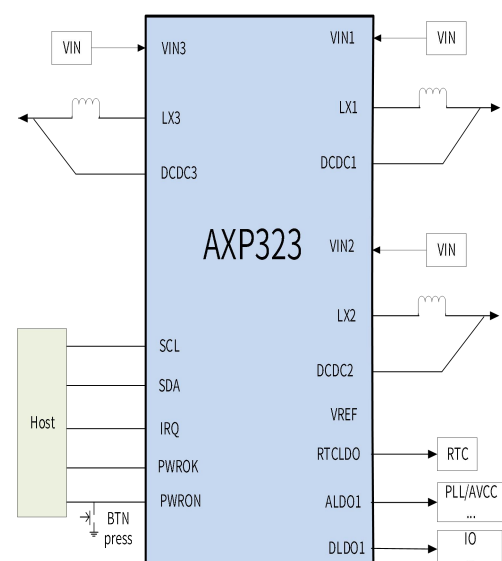 VIN
VIN3
VIN1
VIN
LX3
LX1
DCDC3
DCDC1
AXP323
VIN2
VIN
LX2
DCDC2
Host
SCL
SDA
IRQ
PWROK
PWRON
BTN
press
VREF
RTCLDO
RTC
ALDO1
PLL/AVCC
...
DLDO1
IO